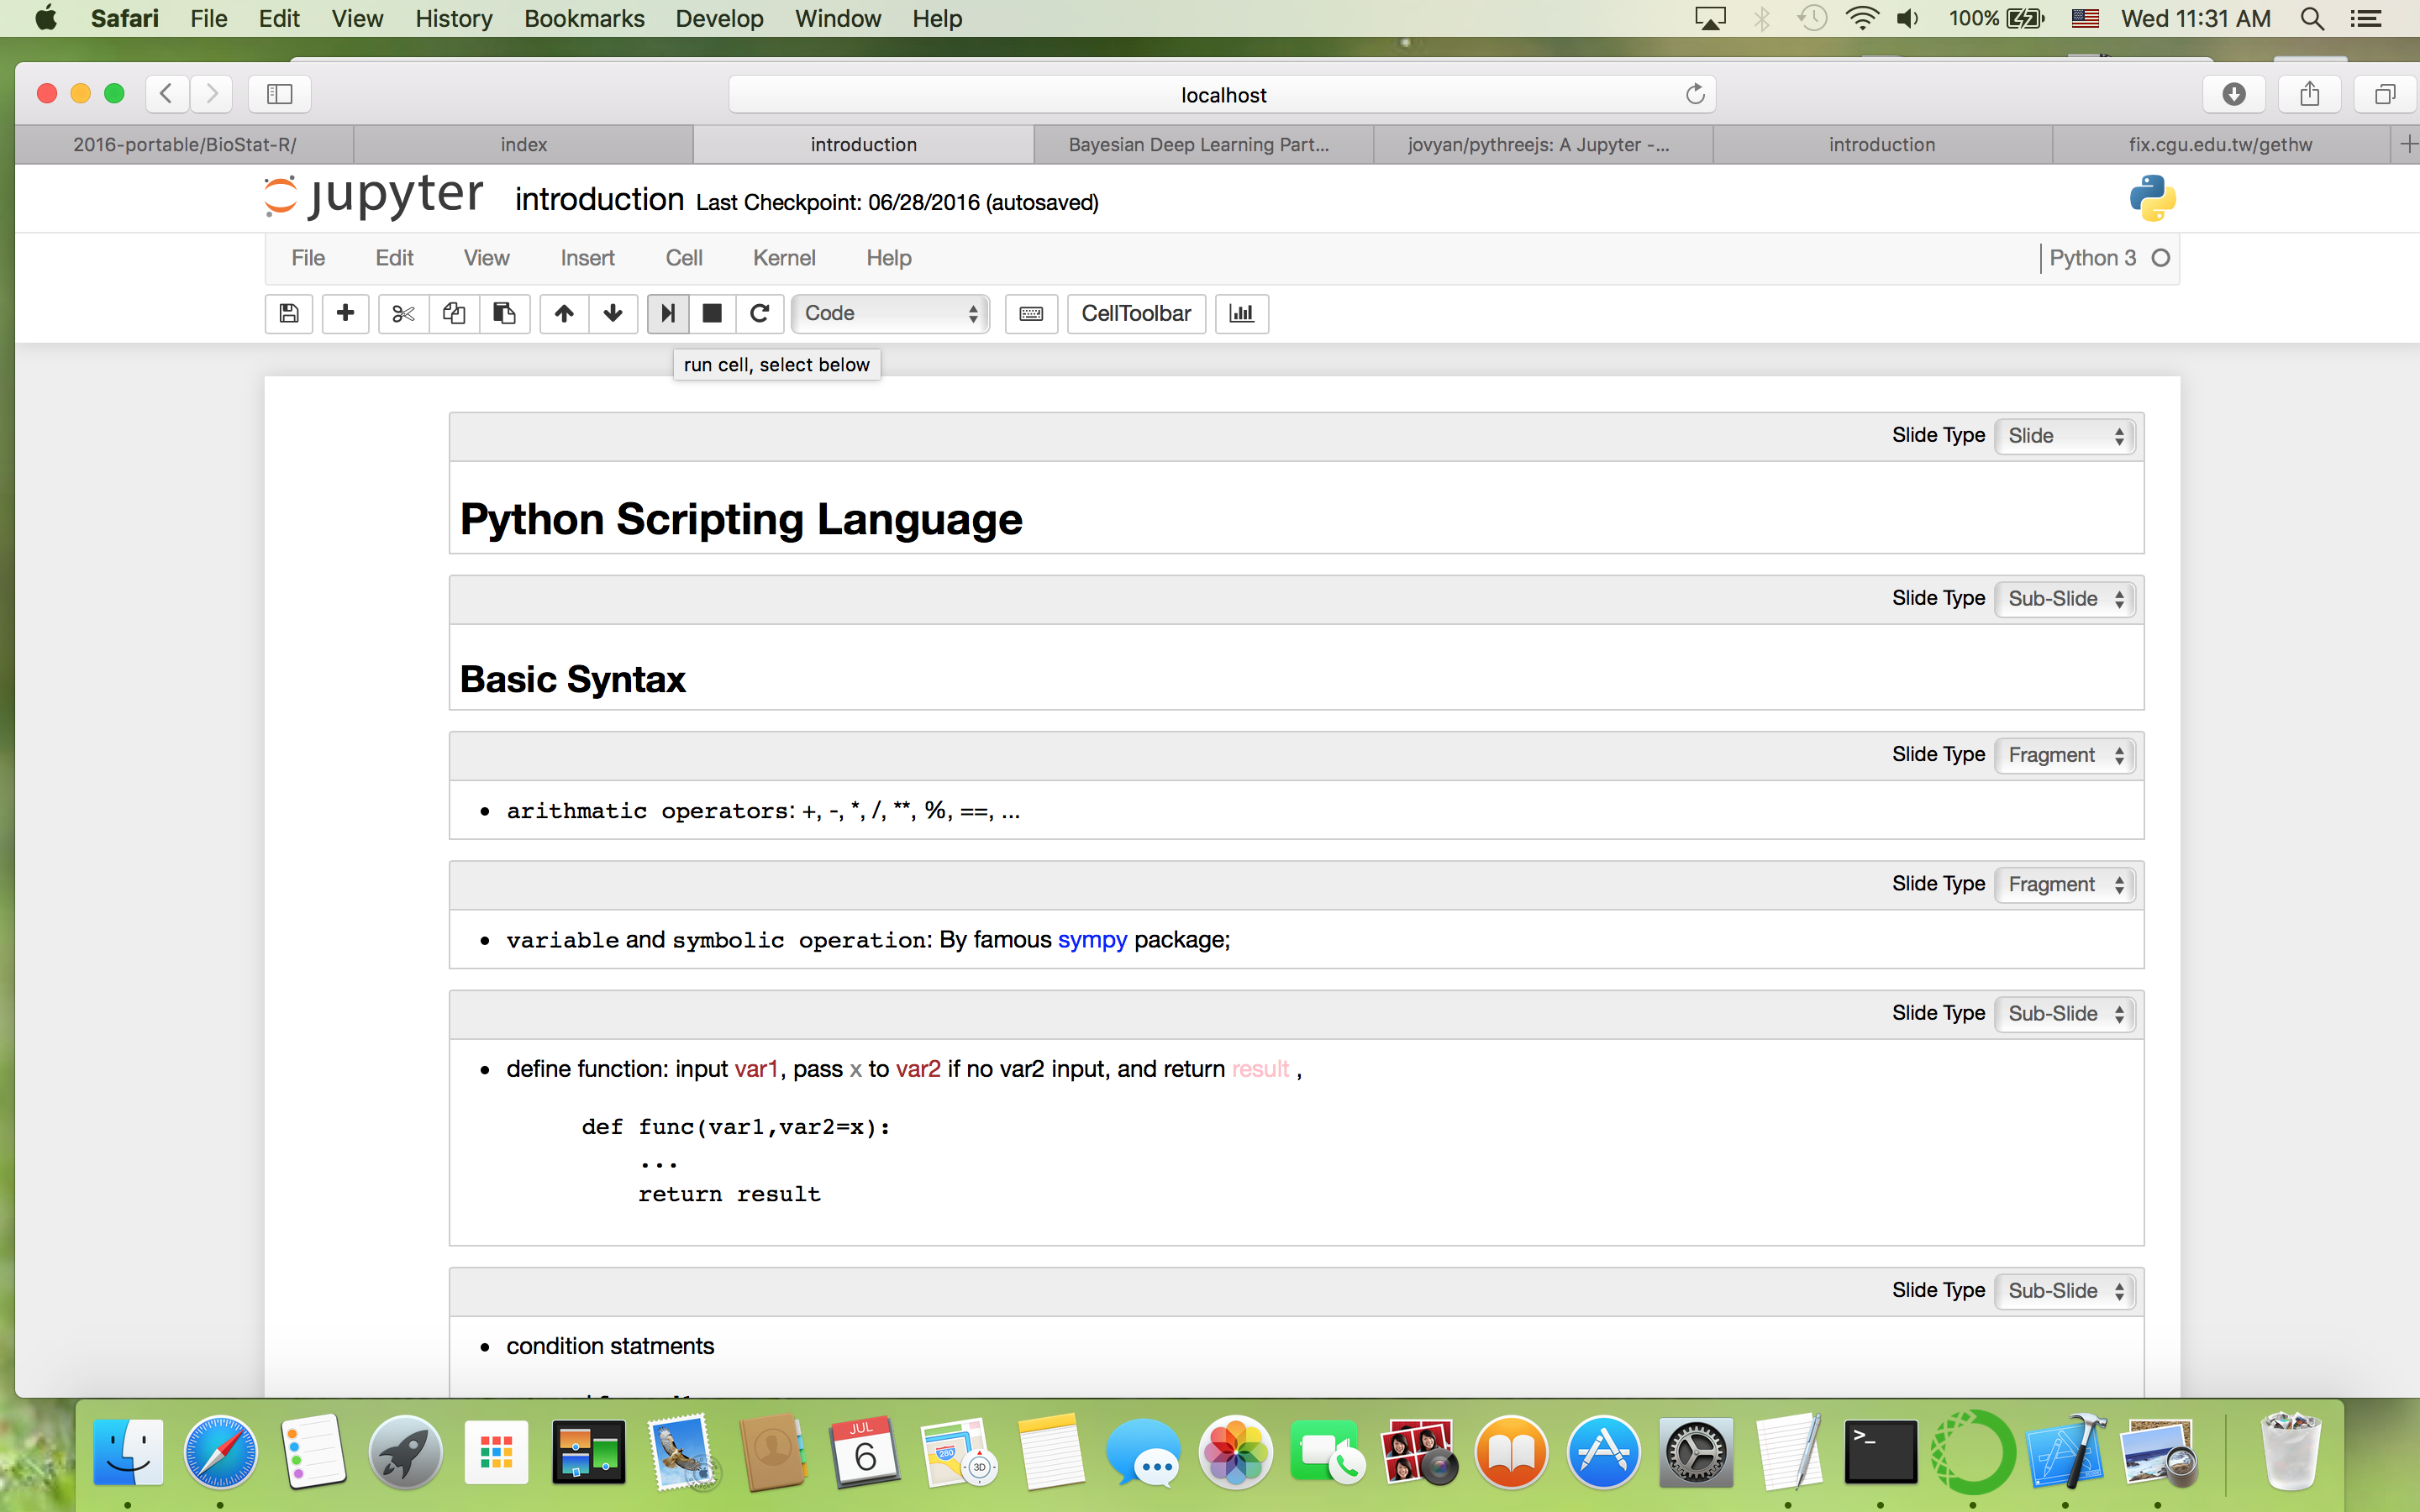 Safari File Edit View History Bookmarks Develop Window Help 100% Wed 11:31 AM
localhost
2016-portable/BioStat-R/ index introduction Bayesian Deep Learning Part... jovyan/pythreejs: A Jupyter -... introduction fix.cgu.edu.tw/gethw
jupyter introduction Last Checkpoint: 06/28/2016 (autosaved)
File Edit View Insert Cell Kernel Help Python 3
Code CellToolbar
run cell, select below
Slide Type Slide
Python Scripting Language
Slide Type Sub-Slide
Basic Syntax
Slide Type Fragment
• arithmatic operators: +, -, *, /, **, %, ==, ...
Slide Type Fragment
• variable and symbolic operation: By famous sympy package;
Slide Type Sub-Slide
• define function: input var1, pass x to var2 if no var2 input, and return result ,
def func(var1,var2=x):
...
return result
Slide Type Sub-Slide
• condition statments
JUL
6
280
3D
>_